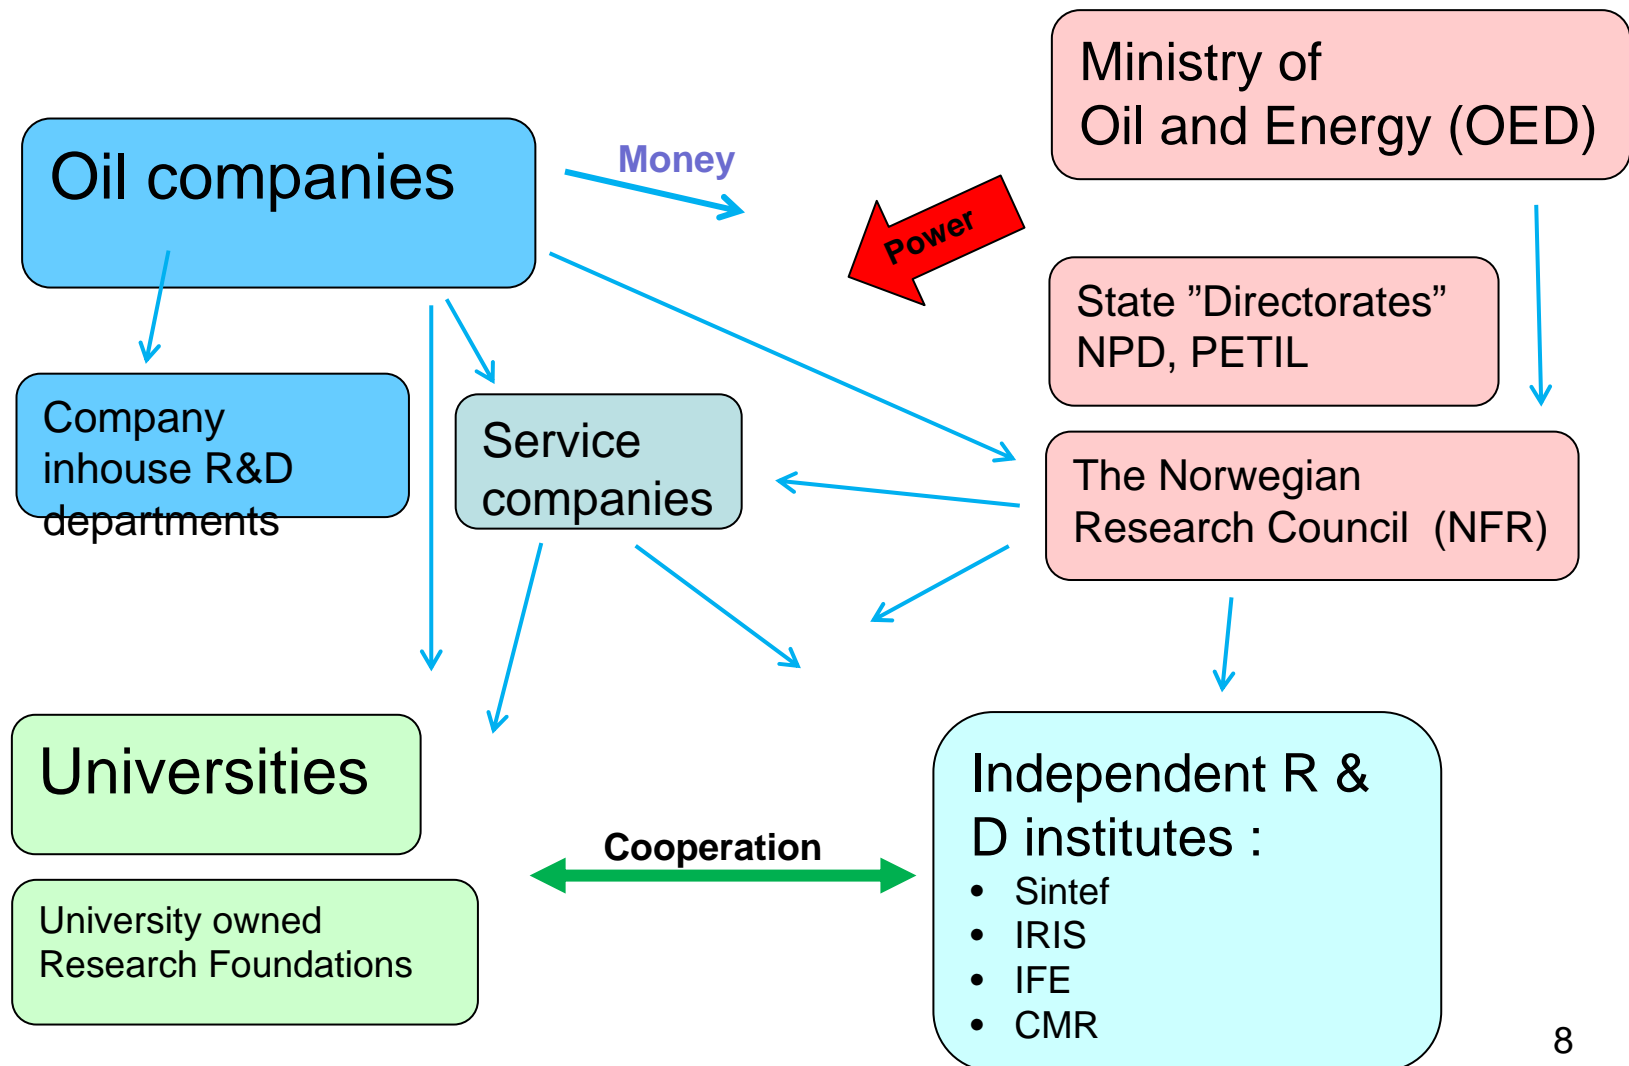 Ministry of
Oil and Energy (OED)
Oil companies
Money
Power
State ”Directorates”
NPD, PETIL
Company
inhouse R&D
departments
Service
companies
The Norwegian
Research Council  (NFR)
Universities
Independent R &
D institutes :
• Sintef
• IRIS
• IFE
• CMR
Cooperation
University owned
Research Foundations
8